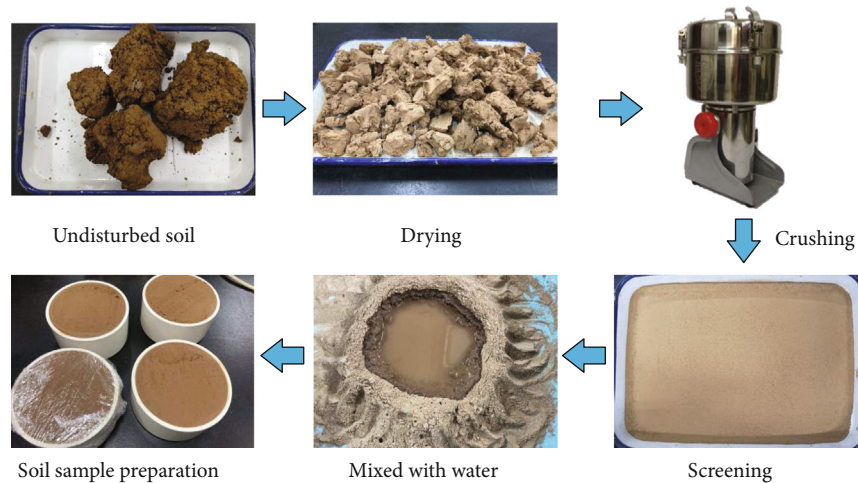 Undisturbed soil
Drying
Crushing
Soil sample preparation
Mixed with water
Screening